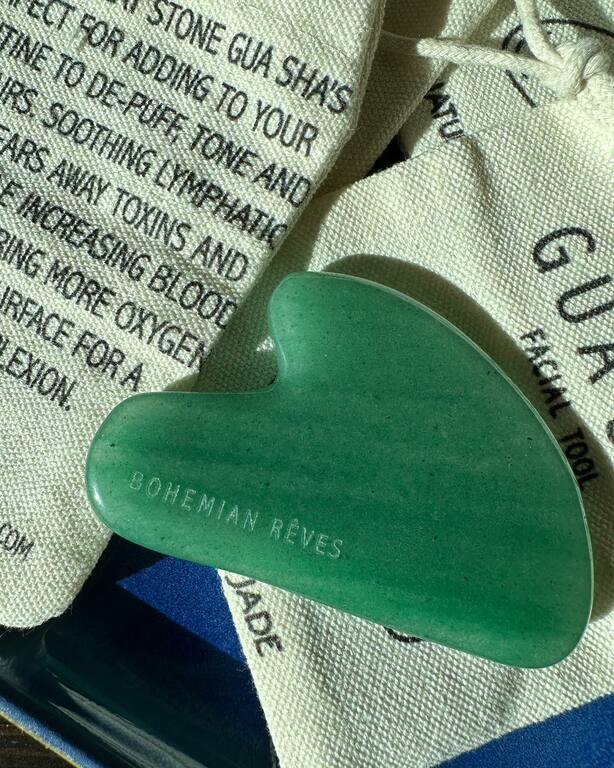 STONE GUA SHA'S
FOR ADDING TO YOUR
TO DE-PUFF, TONE AND
SOOTHING LYMPHATIC
AWAY TOXINS AND
INCREASING BLOOD
MORE OXYGEN
FOR A
.COM
GUA
FACIAL TOOL
JADE
BOHEMIAN RÊVES